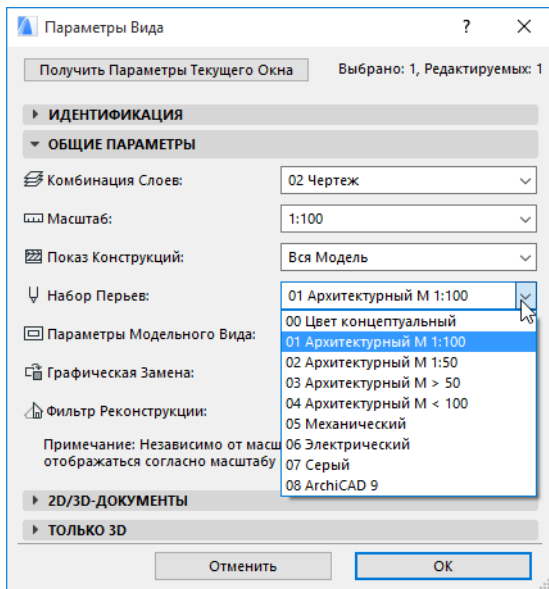 Параметры Вида
Получить Параметры Текущего Окна Выбрано: 1, Редактируемых: 1
ИДЕНТИФИКАЦИЯ
ОБЩИЕ ПАРАМЕТРЫ
Комбинация Слоев: 02 Чертеж
Масштаб: 1:100
Показ Конструкций: Вся Модель
Набор Перьев: 01 Архитектурный М 1:100
00 Цвет концептуальный
01 Архитектурный М 1:100
Параметры Модельного Вида: 02 Архитектурный М 1:50
03 Архитектурный М > 50
Графическая Замена: 04 Архитектурный М < 100
Фильтр Реконструкции: 05 Механический
Примечание: Независимо от масш 06 Электрический
отображаться согласно масштабу 07 Серый
08 ArchiCAD 9
2D/3D-ДОКУМЕНТЫ
ТОЛЬКО 3D
Отменить OK